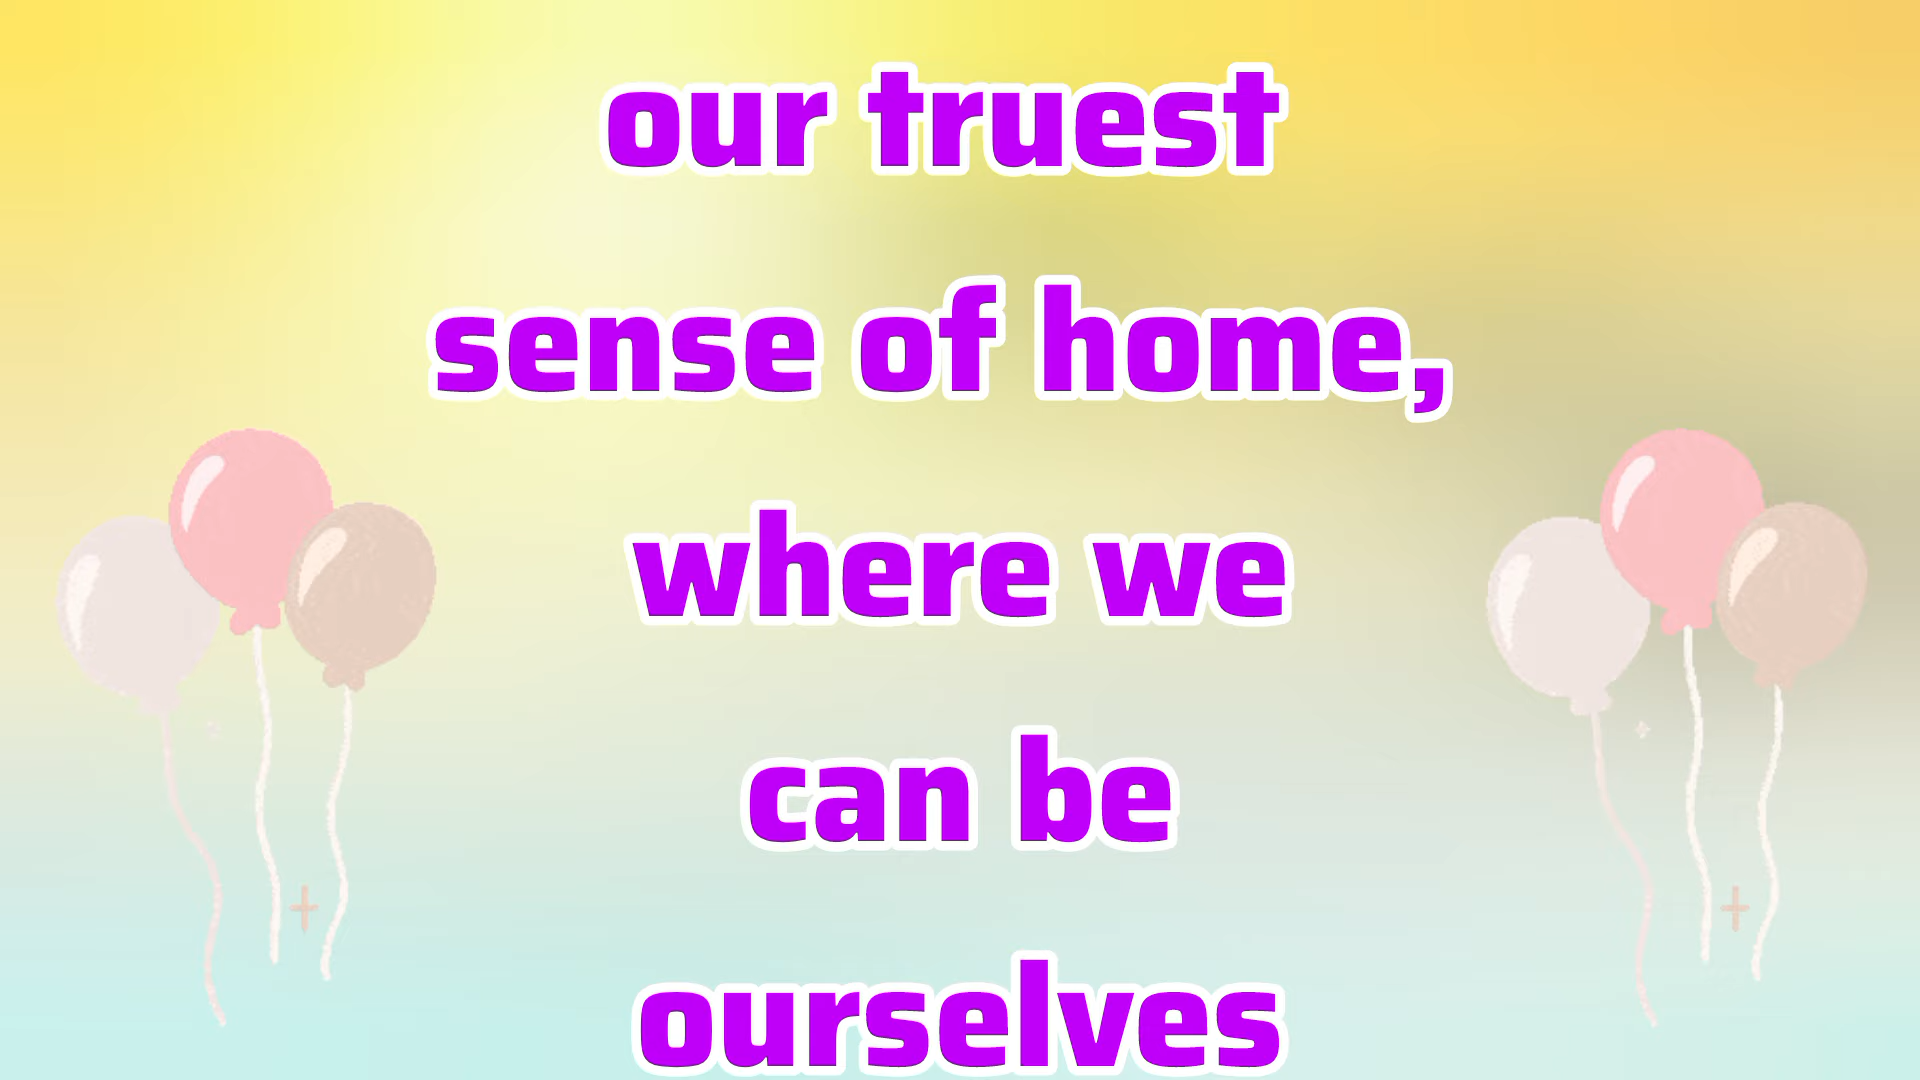 our truest
sense of home,
where we
can be
ourselves